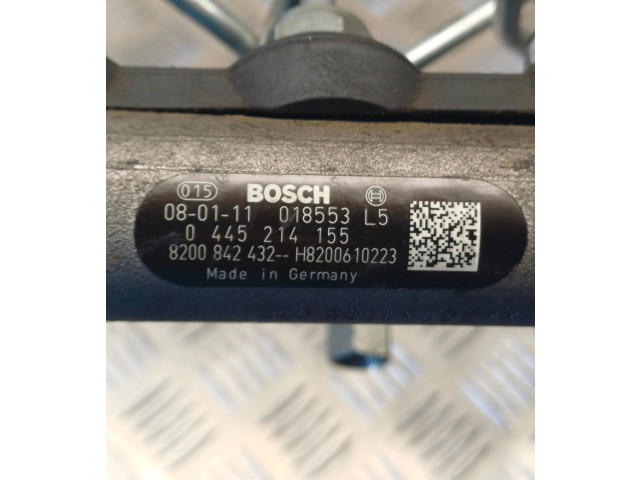 015 BOSCH
08-01-11 018553 L5
0 445 214 155
8200 842 432-- H8200610223
Made in Germany